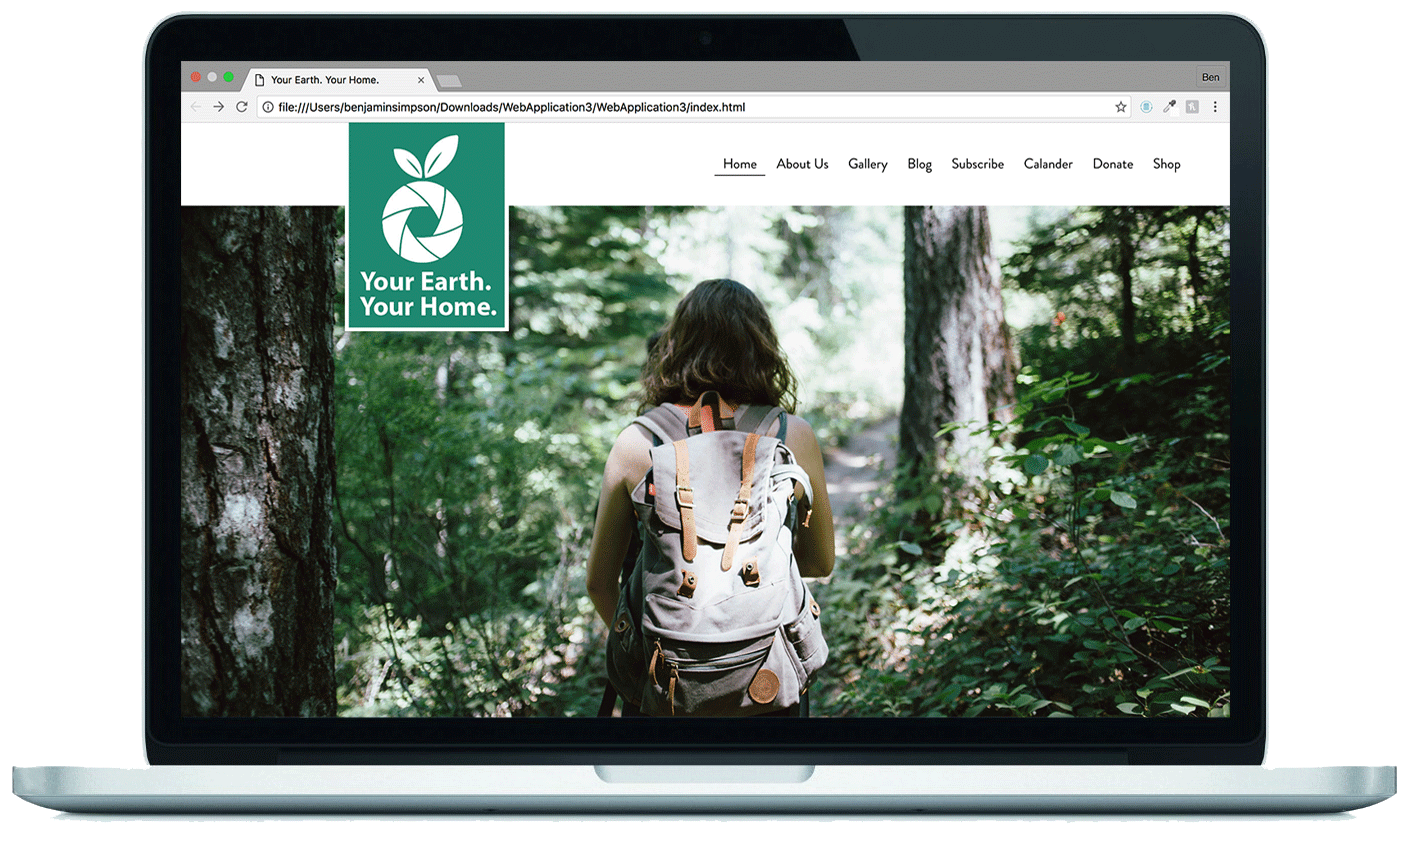 Your Earth. Your Home.
Ben
file:///Users/benjaminsimpson/Downloads/WebApplication3/WebApplication3/index.html
Home About Us Gallery Blog Subscribe Calander Donate Shop
Your Earth.
Your Home.